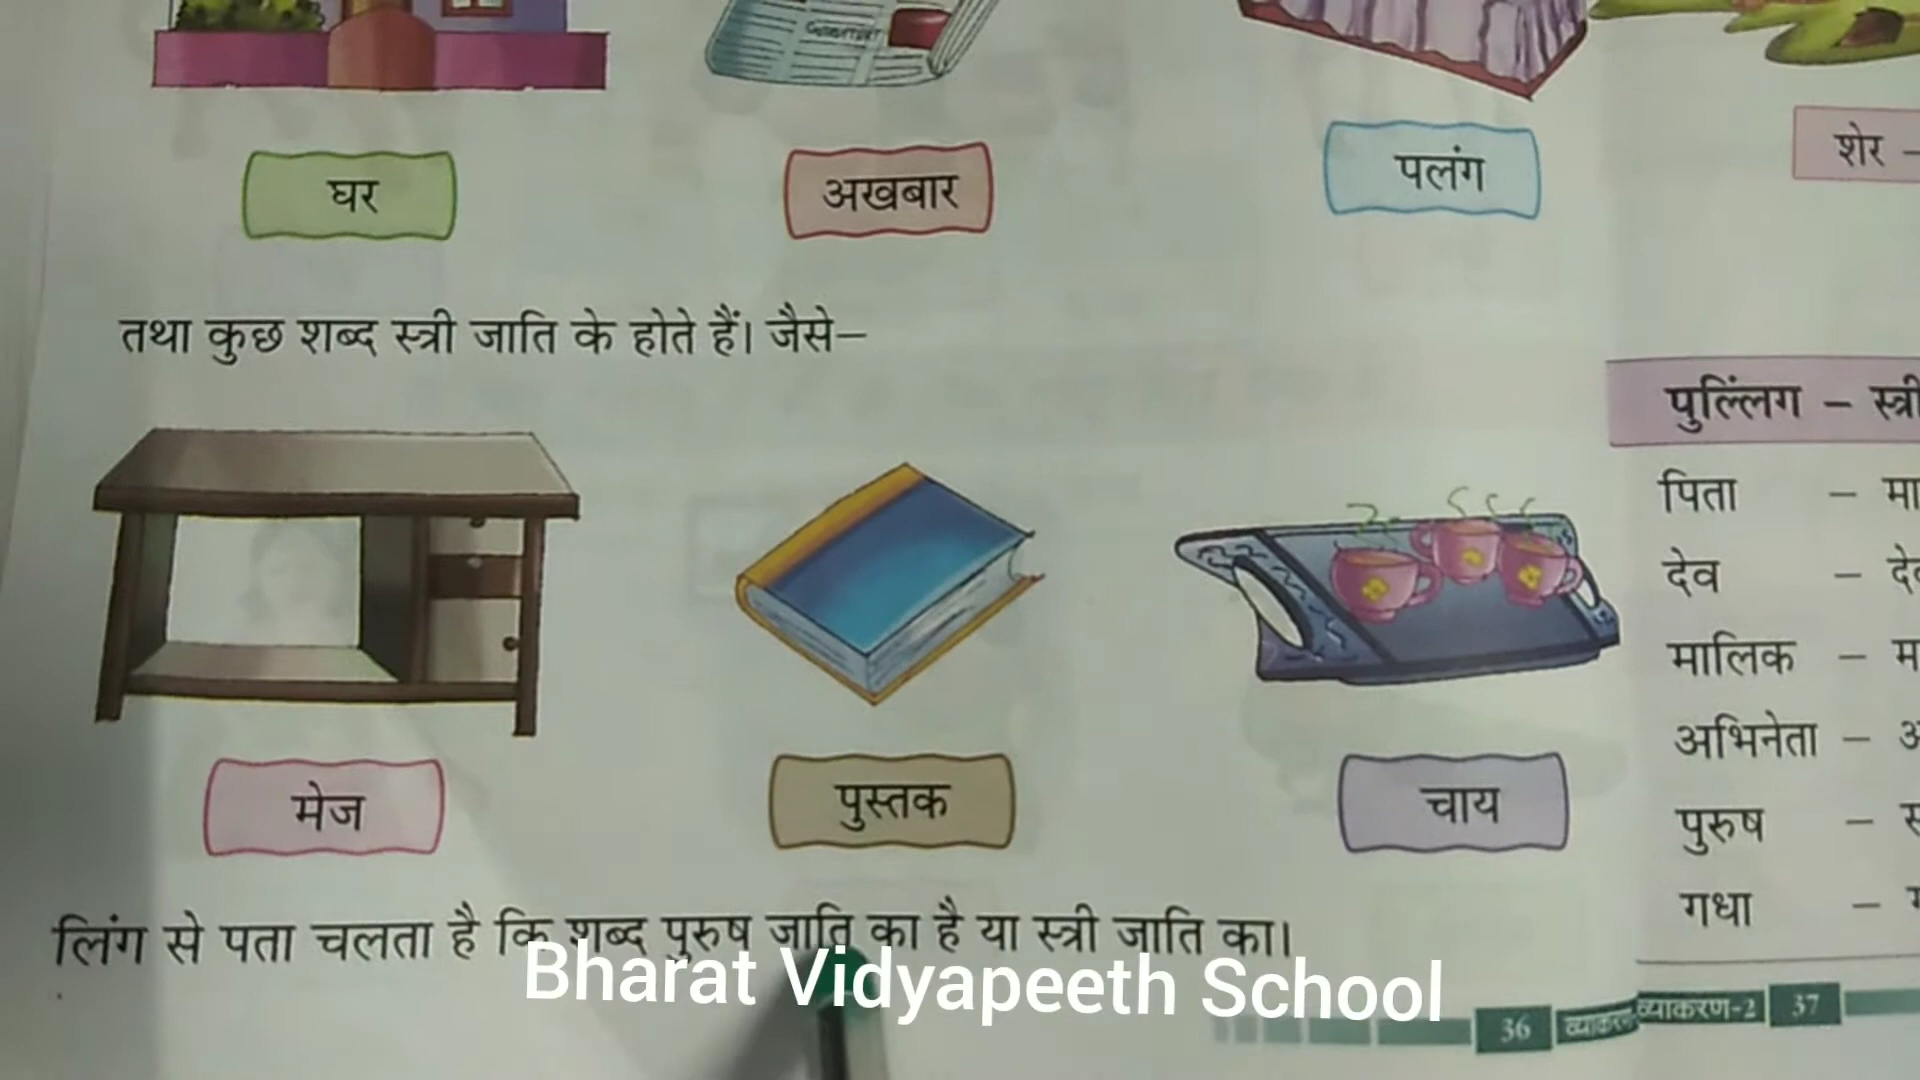 घर
अखबार
पलंग
तथा कुछ शब्द स्त्री जाति के होते हैं। जैसे–
मेज
पुस्तक
चाय
लिंग से पता चलता है कि शब्द पुरुष जाति का है या स्त्री जाति का।
36
शेर –
पुल्लिंग – स्त्री
पिता –
देव –
मालिक –
अभिनेता –
पुरुष –
गधा –
व्याकरण-2 37
Bharat Vidyapeeth School